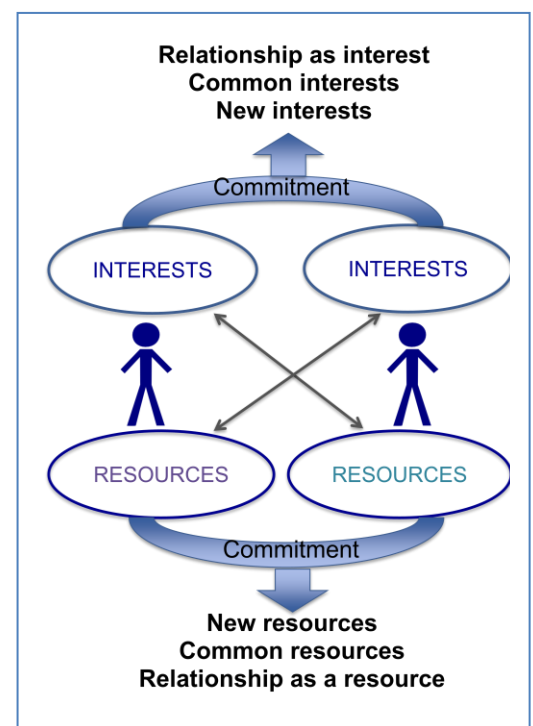 Relationship as interest
Common interests
New interests
Commitment
INTERESTS
INTERESTS
RESOURCES
RESOURCES
Commitment
New resources
Common resources
Relationship as a resource